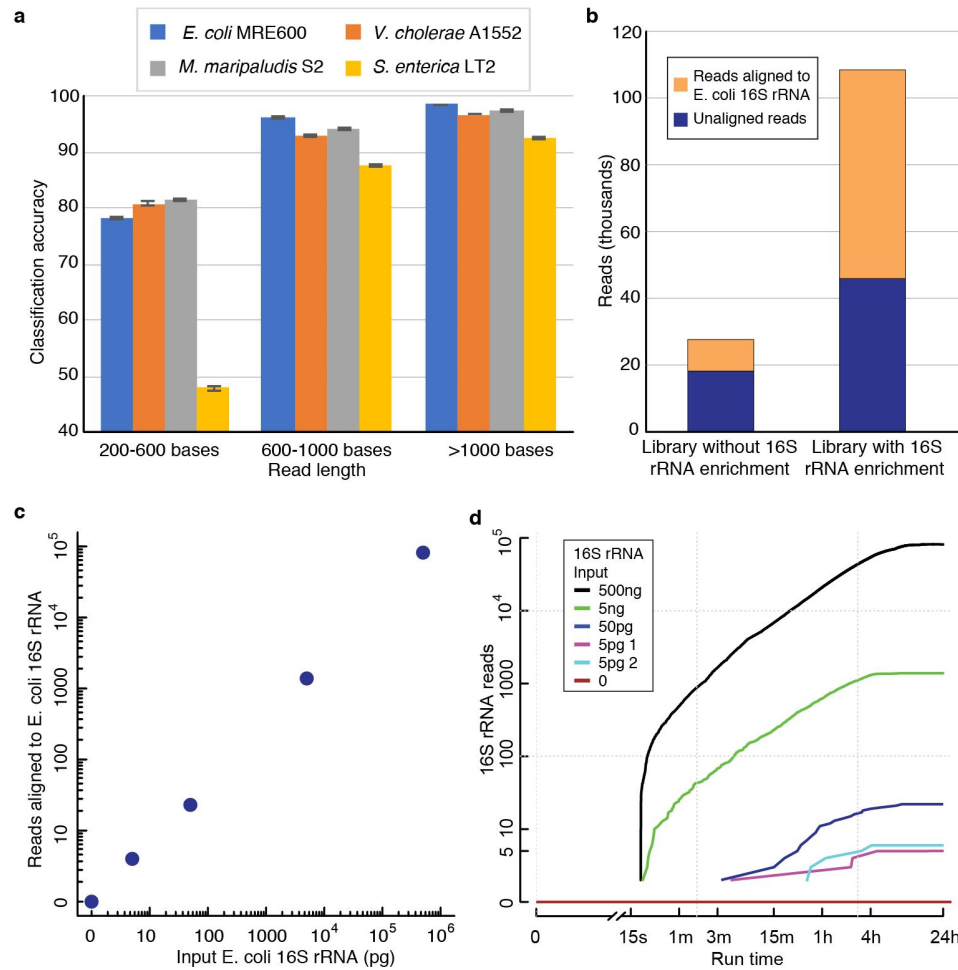 a
E. coli MRE600
V. cholerae A1552
M. maripaludis S2
S. enterica LT2
Classification accuracy
100
90
80
70
60
50
40
200-600 bases
600-1000 bases
>1000 bases
Read length
b
Reads (thousands)
120
100
80
60
40
20
0
Reads aligned to
E. coli 16S rRNA
Unaligned reads
Library without 16S
rRNA enrichment
Library with 16S
rRNA enrichment
c
Reads aligned to E. coli 16S rRNA
10^5
10^4
1000
100
10
0
0
10
100
1000
10^4
10^5
10^6
Input E. coli 16S rRNA (pg)
d
16S rRNA reads
10^5
10^4
1000
100
10
5
0
16S rRNA
Input
500ng
5ng
50pg
5pg 1
5pg 2
0
0
15s
1m
3m
15m
1h
4h
24h
Run time